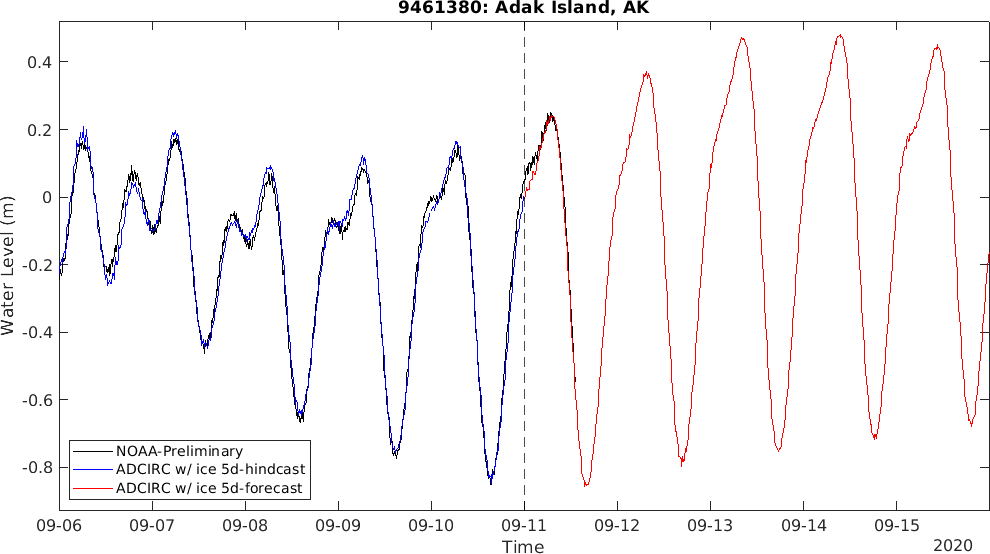 9461380: Adak Island, AK
Water Level (m)
0.4
0.2
0
-0.2
-0.4
-0.6
-0.8
NOAA-Preliminary
ADCIRC w/ ice 5d-hindcast
ADCIRC w/ ice 5d-forecast
09-06 09-07 09-08 09-09 09-10 09-11 09-12 09-13 09-14 09-15
Time
2020